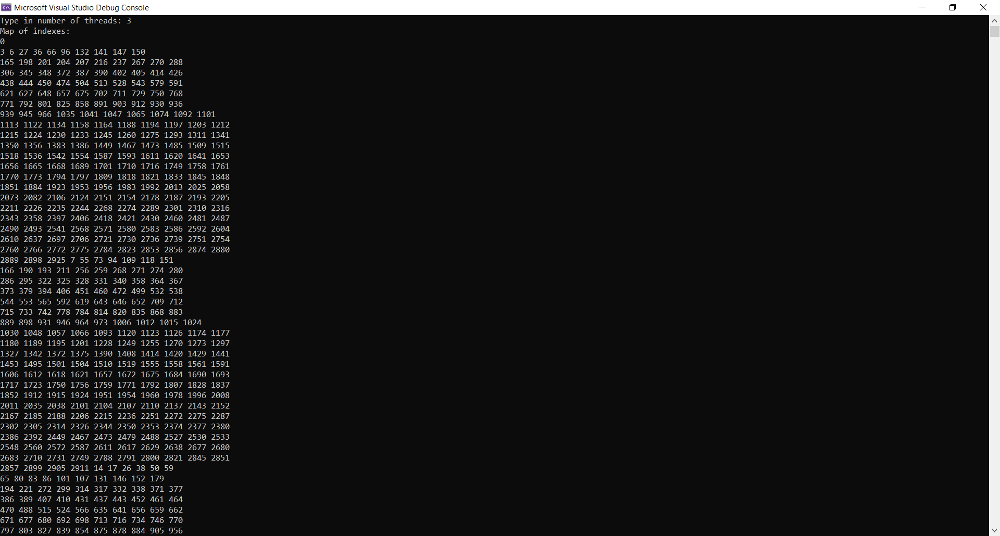 Microsoft Visual Studio Debug Console
Type in number of threads: 3
Map of indexes:
0
3 6 27 36 66 96 132 141 147 150
165 198 201 204 207 216 237 267 270 288
306 345 348 372 387 390 402 405 414 426
438 444 450 474 504 513 528 543 579 591
621 627 648 657 675 702 711 729 750 768
771 792 801 825 858 891 903 912 930 936
939 945 966 1035 1041 1047 1065 1074 1092 1101
1113 1122 1134 1158 1164 1188 1194 1197 1203 1212
1215 1224 1230 1233 1245 1260 1275 1293 1311 1341
1350 1356 1383 1386 1449 1467 1473 1485 1509 1515
1518 1536 1542 1554 1587 1593 1611 1620 1641 1653
1656 1665 1668 1689 1701 1710 1716 1749 1758 1761
1770 1773 1794 1797 1809 1818 1821 1833 1845 1848
1851 1884 1923 1953 1956 1983 1992 2013 2025 2058
2073 2082 2106 2124 2151 2154 2178 2187 2193 2205
2211 2226 2235 2244 2268 2274 2289 2301 2310 2316
2343 2358 2397 2406 2418 2421 2430 2460 2481 2487
2490 2493 2541 2568 2571 2580 2583 2586 2592 2604
2610 2637 2697 2706 2721 2730 2736 2739 2751 2754
2760 2766 2772 2775 2784 2823 2853 2856 2874 2880
2889 2898 2925 7 55 73 94 109 118 151
166 190 193 211 256 259 268 271 274 280
286 295 322 325 328 331 340 358 364 367
373 379 394 406 451 460 472 499 532 538
544 553 565 592 619 643 646 652 709 712
715 733 742 778 784 814 820 835 868 883
889 898 931 946 964 973 1006 1012 1015 1024
1030 1048 1057 1066 1093 1120 1123 1126 1174 1177
1180 1189 1195 1201 1228 1249 1255 1270 1273 1297
1327 1342 1372 1375 1390 1408 1414 1420 1429 1441
1453 1495 1501 1504 1510 1519 1555 1558 1561 1591
1606 1612 1618 1621 1657 1672 1675 1684 1690 1693
1717 1723 1750 1756 1759 1771 1792 1807 1828 1837
1852 1912 1915 1924 1951 1954 1960 1978 1996 2008
2011 2035 2038 2101 2104 2107 2110 2137 2143 2152
2167 2185 2188 2206 2215 2236 2251 2272 2275 2287
2302 2305 2314 2326 2344 2350 2353 2374 2377 2380
2386 2392 2449 2467 2473 2479 2488 2527 2530 2533
2548 2560 2572 2587 2611 2617 2629 2638 2677 2680
2683 2710 2731 2749 2788 2791 2800 2821 2845 2851
2857 2899 2905 2911 14 17 26 38 50 59
65 80 83 86 101 107 131 146 152 179
194 221 272 299 314 317 332 338 371 377
386 389 407 410 431 437 443 452 461 464
470 488 515 524 566 635 641 656 659 662
671 677 680 692 698 713 716 734 746 770
797 803 827 839 854 875 878 884 905 956